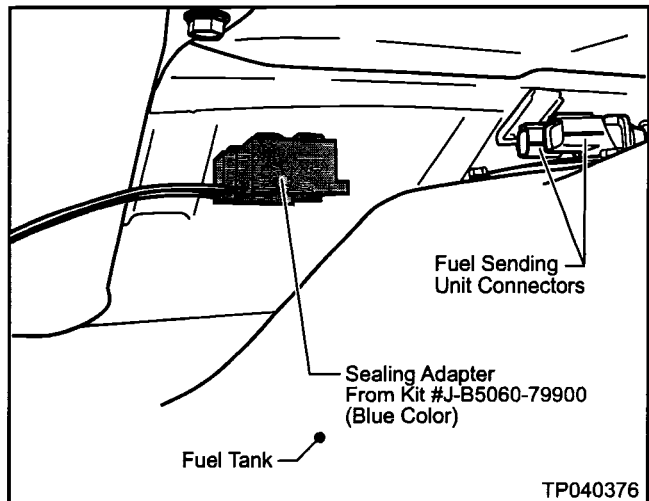 Fuel Sending
Unit Connectors
Sealing Adapter
From Kit #J-B5060-79900
(Blue Color)
Fuel Tank
TP040376